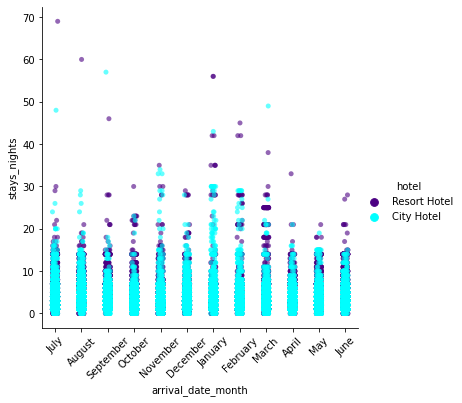 70
60
50
40
30
20
10
0
stays_nights
July
August
September
October
November
December
January
February
March
April
May
June
arrival_date_month
hotel
Resort Hotel
City Hotel